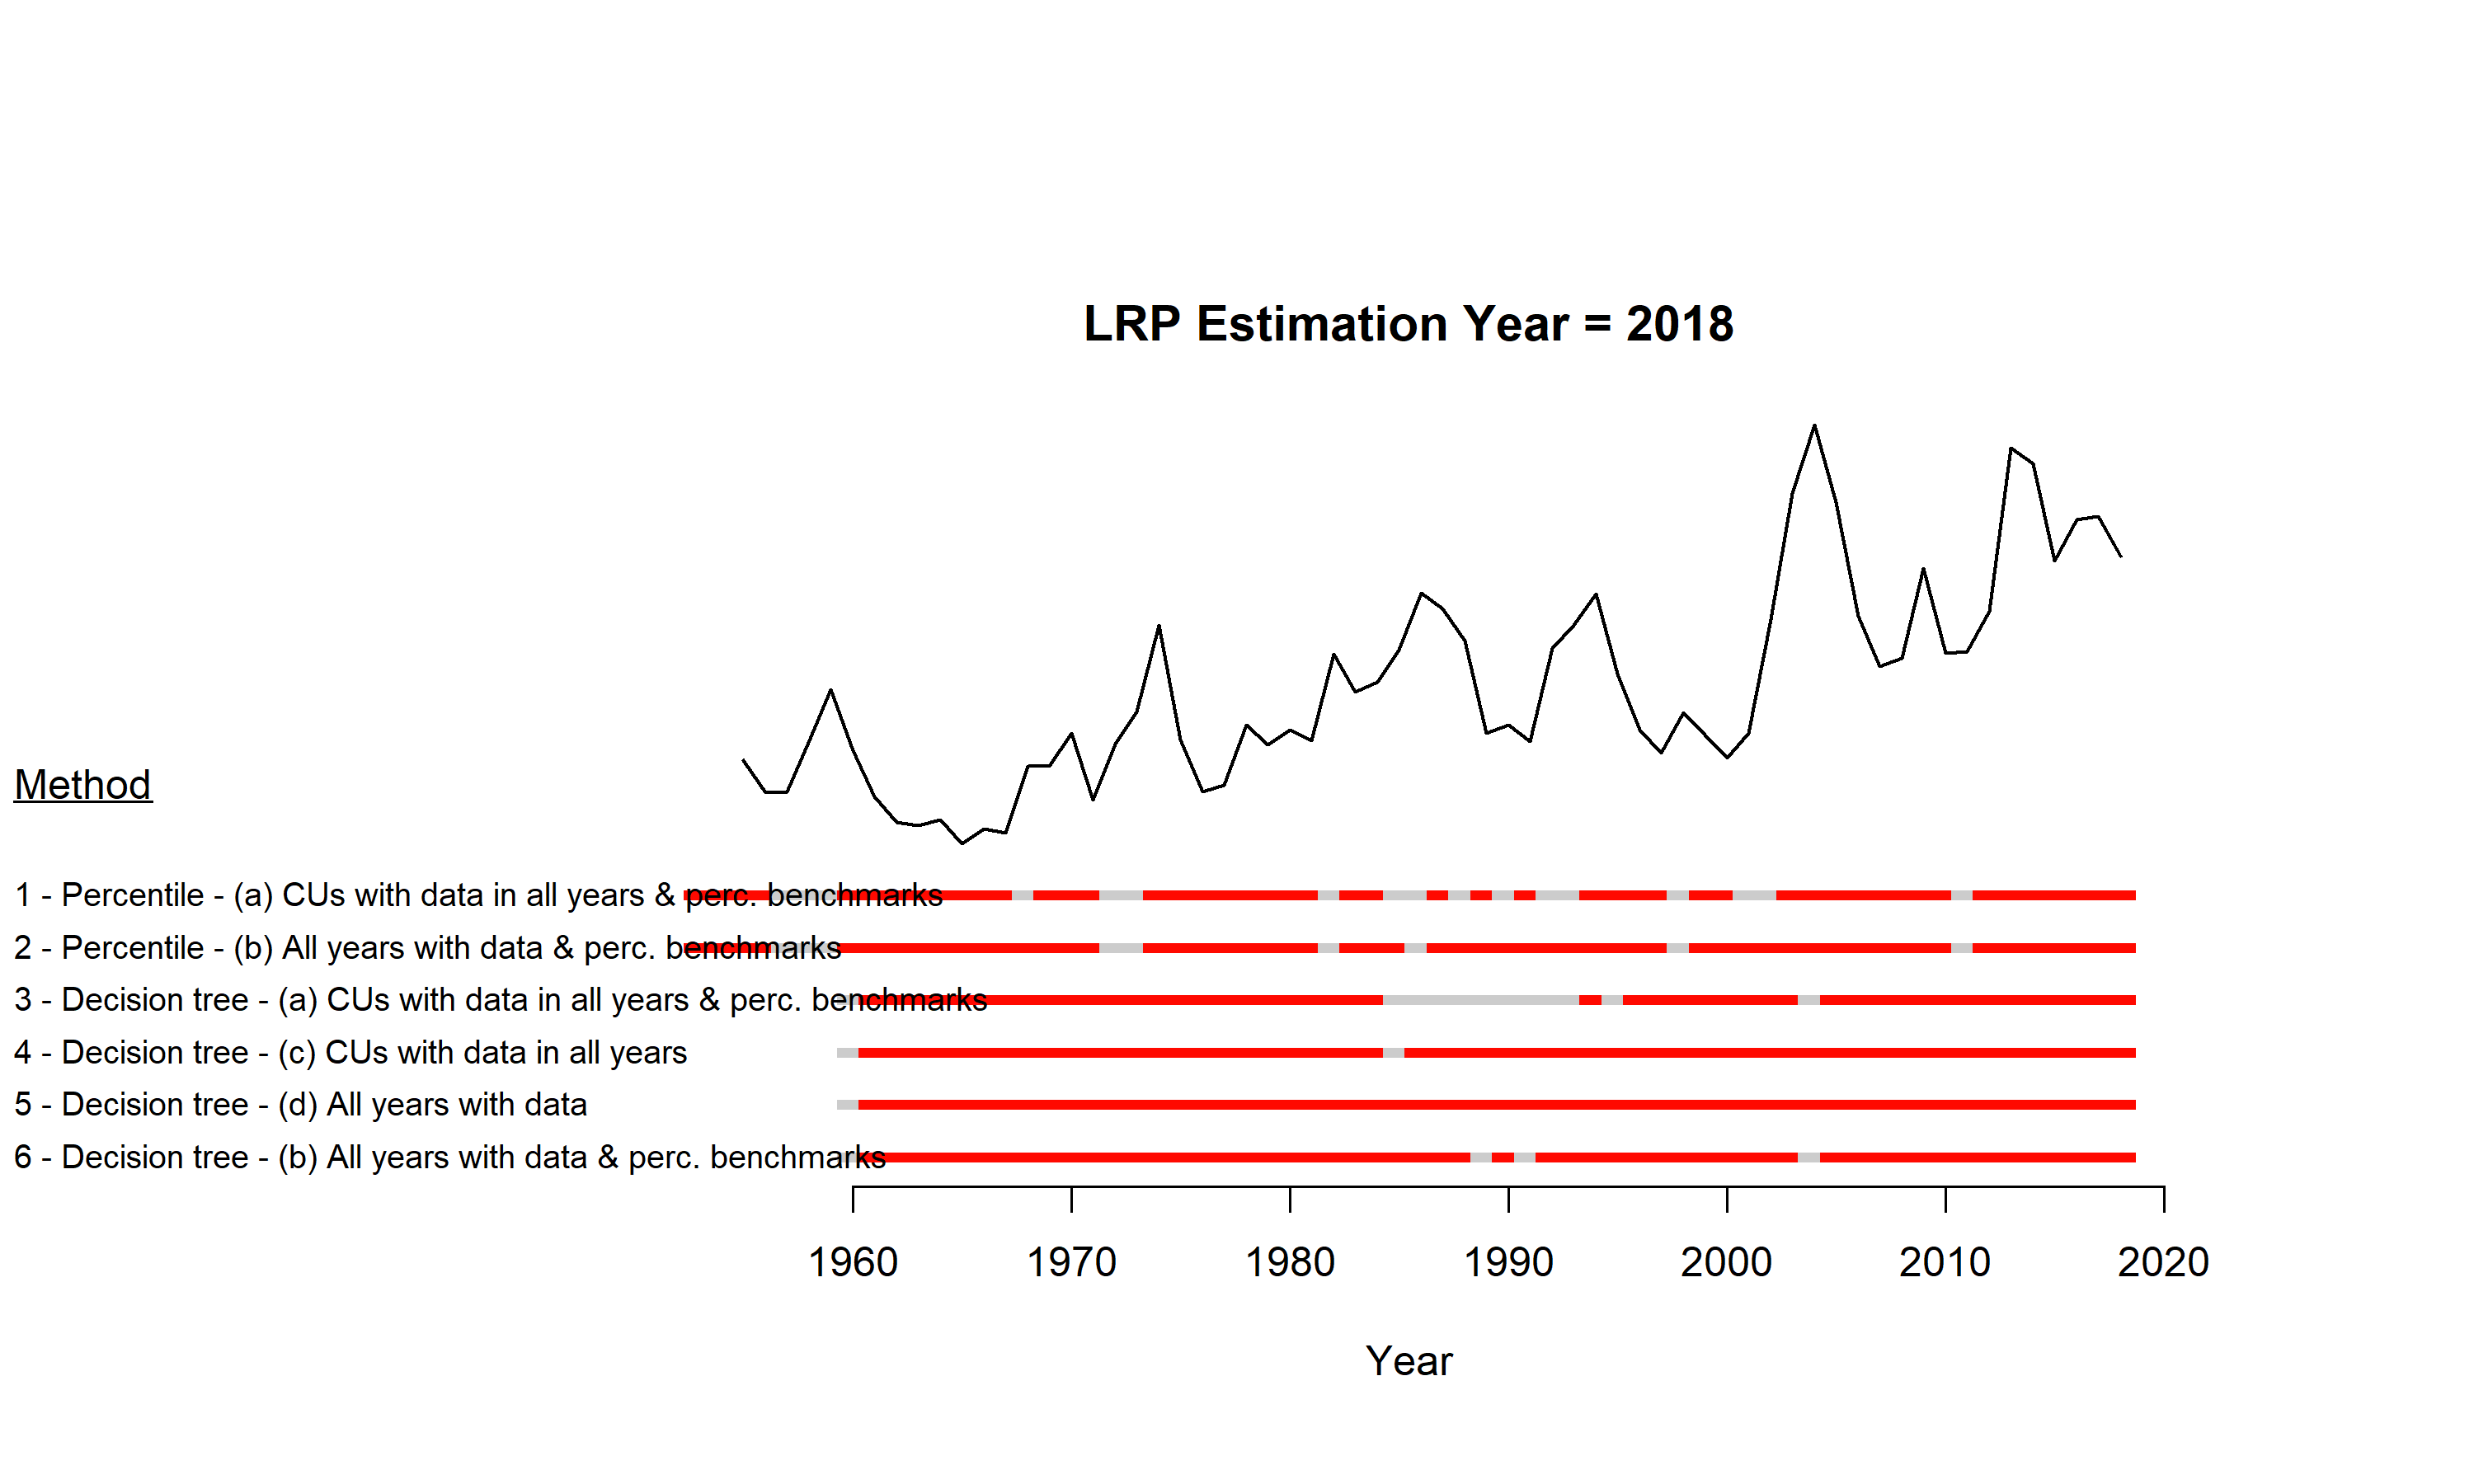 LRP Estimation Year = 2018
Method
1 - Percentile - (a) CUs with data in all years & perc. benchmarks
2 - Percentile - (b) All years with data & perc. benchmarks
3 - Decision tree - (a) CUs with data in all years & perc. benchmarks
4 - Decision tree - (c) CUs with data in all years
5 - Decision tree - (d) All years with data
6 - Decision tree - (b) All years with data & perc. benchmarks
1960 1970 1980 1990 2000 2010 2020
Year